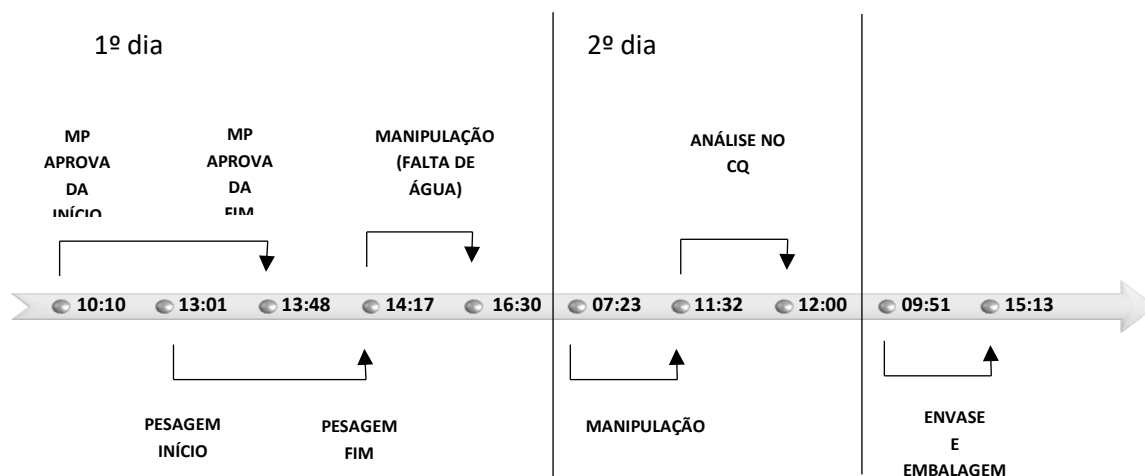 1º dia
2º dia
MP
APROVA
DA
INÍCIO
MP
APROVA
DA
FIM
MANIPULAÇÃO
(FALTA DE
ÁGUA)
ANÁLISE NO
CQ
10:10 13:01 13:48 14:17 16:30 07:23 11:32 12:00 09:51 15:13
PESAGEM
INÍCIO
PESAGEM
FIM
MANIPULAÇÃO
ENVASE
E
EMBALAGEM